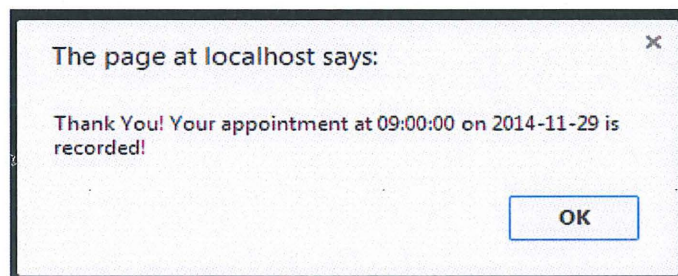 The page at localhost says:
Thank You! Your appointment at 09:00:00 on 2014-11-29 is
recorded!
OK